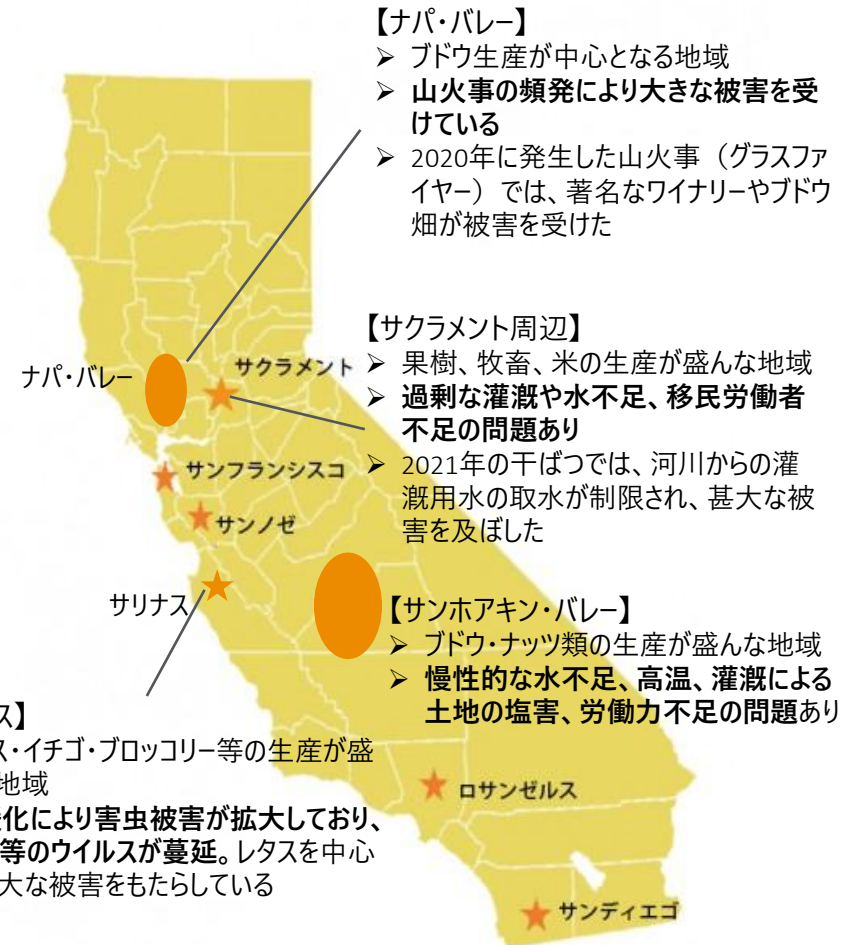 【ナパ・バレー】
➢ ブドウ生産が中心となる地域
➢ 山火事の頻発により大きな被害を受
けている
➢ 2020年に発生した山火事（グラスファ
イヤー）では、著名なワイナリーやブドウ
畑が被害を受けた
【サクラメント周辺】
➢ 果樹、牧畜、米の生産が盛んな地域
➢ 過剰な灌漑や水不足、移民労働者
不足の問題あり
➢ 2021年の干ばつでは、河川からの灌
漑用水の取水が制限され、甚大な被
害を及ぼした
ナパ・バレー
サクラメント
サンフランシスコ
サンノゼ
サリナス
【サンホアキン・バレー】
➢ ブドウ・ナッツ類の生産が盛んな地域
➢ 慢性的な水不足、高温、灌漑による
土地の塩害、労働力不足の問題あり
ス】
ス・イチゴ・ブロッコリー等の生産が盛
地域
化により害虫被害が拡大しており、
等のウイルスが蔓延。レタスを中心
大な被害をもたらしている
ロサンゼルス
サンディエゴ